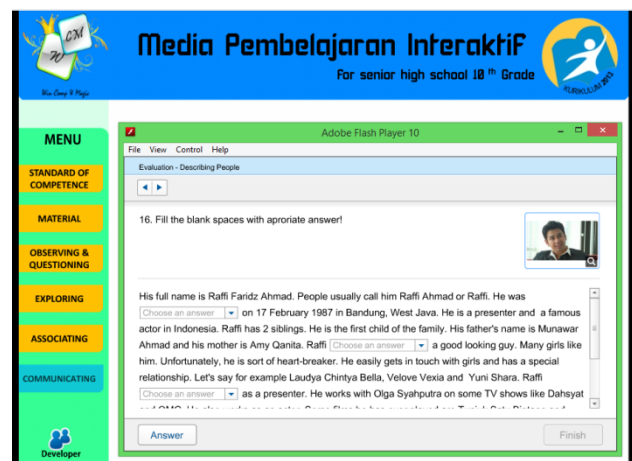 CM
Win Comp & Magic
Media Pembelajaran Interaktif
For senior high school 10 th Grade
KURIKULUM 2013
MENU
STANDARD OF
COMPETENCE
MATERIAL
OBSERVING &
QUESTIONING
EXPLORING
ASSOCIATING
COMMUNICATING
Developer
Adobe Flash Player 10
File View Control Help
Evaluation - Describing People
16. Fill the blank spaces with aproriate answer!
His full name is Raffi Faridz Ahmad. People usually call him Raffi Ahmad or Raffi. He was
Choose an answer on 17 February 1987 in Bandung, West Java. He is a presenter and a famous
actor in Indonesia. Raffi has 2 siblings. He is the first child of the family. His father's name is Munawar
Ahmad and his mother is Amy Qanita. Raffi Choose an answer a good looking guy. Many girls like
him. Unfortunately, he is sort of heart-breaker. He easily gets in touch with girls and has a special
relationship. Let's say for example Laudya Chintya Bella, Velove Vexia and Yuni Shara. Raffi
Choose an answer as a presenter. He works with Olga Syahputra on some TV shows like Dahsyat
Answer
Finish